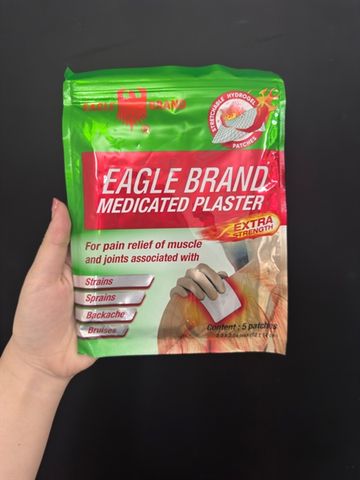 EAGLE BRAND
STRETCHABLE HYDROGEL
PATCHES
EAGLE BRAND
MEDICATED PLASTER
EXTRA
STRENGTH
For pain relief of muscle
and joints associated with
Strains
Sprains
Backache
Bruises
Content : 5 patches